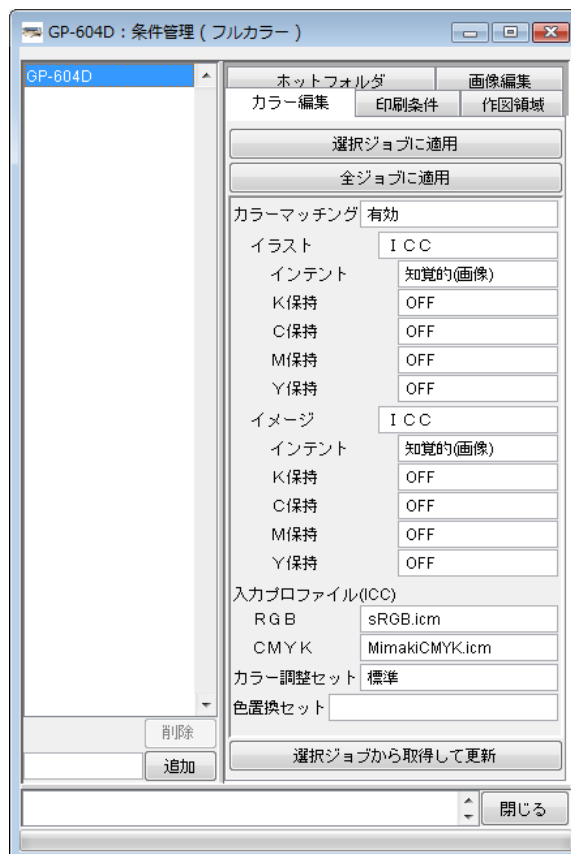 GP-604D：条件管理 ( フルカラー )
GP-604D
ホットフォルダ 画像編集
カラー編集 印刷条件 作図領域
選択ジョブに適用
全ジョブに適用
カラーマッチング 有効
イラスト ＩＣＣ
インテント 知覚的(画像)
K保持 OFF
C保持 OFF
M保持 OFF
Y保持 OFF
イメージ ＩＣＣ
インテント 知覚的(画像)
K保持 OFF
C保持 OFF
M保持 OFF
Y保持 OFF
入力プロファイル(ICC)
ＲＧＢ sRGB.icm
ＣＭＹＫ MimakiCMYK.icm
カラー調整セット 標準
色置換セット
削除
追加
選択ジョブから取得して更新
閉じる